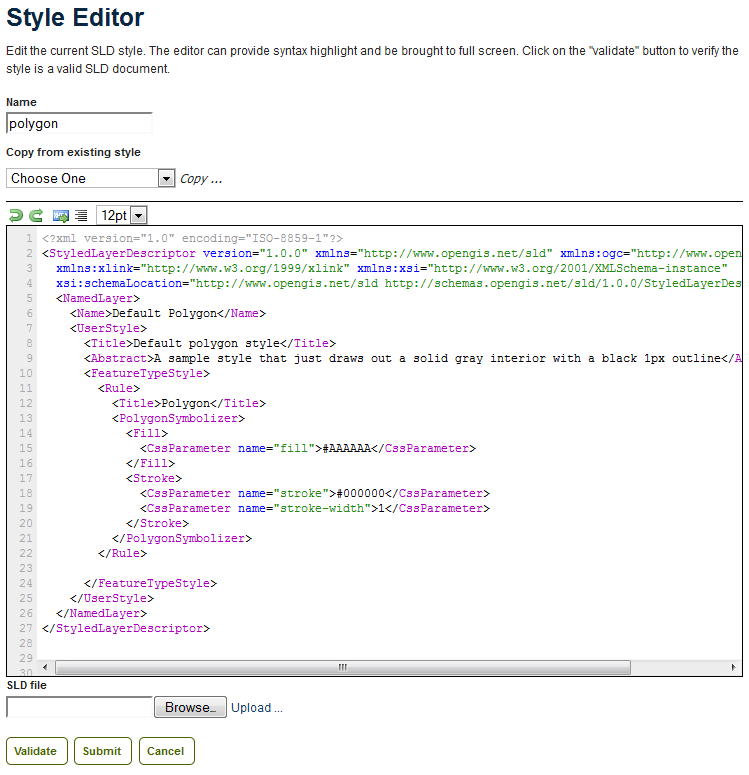 Style Editor
Edit the current SLD style. The editor can provide syntax highlight and be brought to full screen. Click on the "validate" button to verify the
style is a valid SLD document.
Name
polygon
Copy from existing style
Choose One Copy ...
12pt
1 <?xml version="1.0" encoding="ISO-8859-1"?>
2 <StyledLayerDescriptor version="1.0.0" xmlns="http://www.opengis.net/sld" xmlns:ogc="http://www.open
3 xmlns:xlink="http://www.w3.org/1999/xlink" xmlns:xsi="http://www.w3.org/2001/XMLSchema-instance"
4 xsi:schemaLocation="http://www.opengis.net/sld http://schemas.opengis.net/sld/1.0.0/StyledLayerDes
5 <NamedLayer>
6 <Name>Default Polygon</Name>
7 <UserStyle>
8 <Title>Default polygon style</Title>
9 <Abstract>A sample style that just draws out a solid gray interior with a black 1px outline</A
10 <FeatureTypeStyle>
11 <Rule>
12 <Title>Polygon</Title>
13 <PolygonSymbolizer>
14 <Fill>
15 <CssParameter name="fill">#AAAAAA</CssParameter>
16 </Fill>
17 <Stroke>
18 <CssParameter name="stroke">#000000</CssParameter>
19 <CssParameter name="stroke-width">1</CssParameter>
20 </Stroke>
21 </PolygonSymbolizer>
22 </Rule>
23
24 </FeatureTypeStyle>
25 </UserStyle>
26 </NamedLayer>
27 </StyledLayerDescriptor>
28
29
30
SLD file
Browse... Upload ...
Validate Submit Cancel